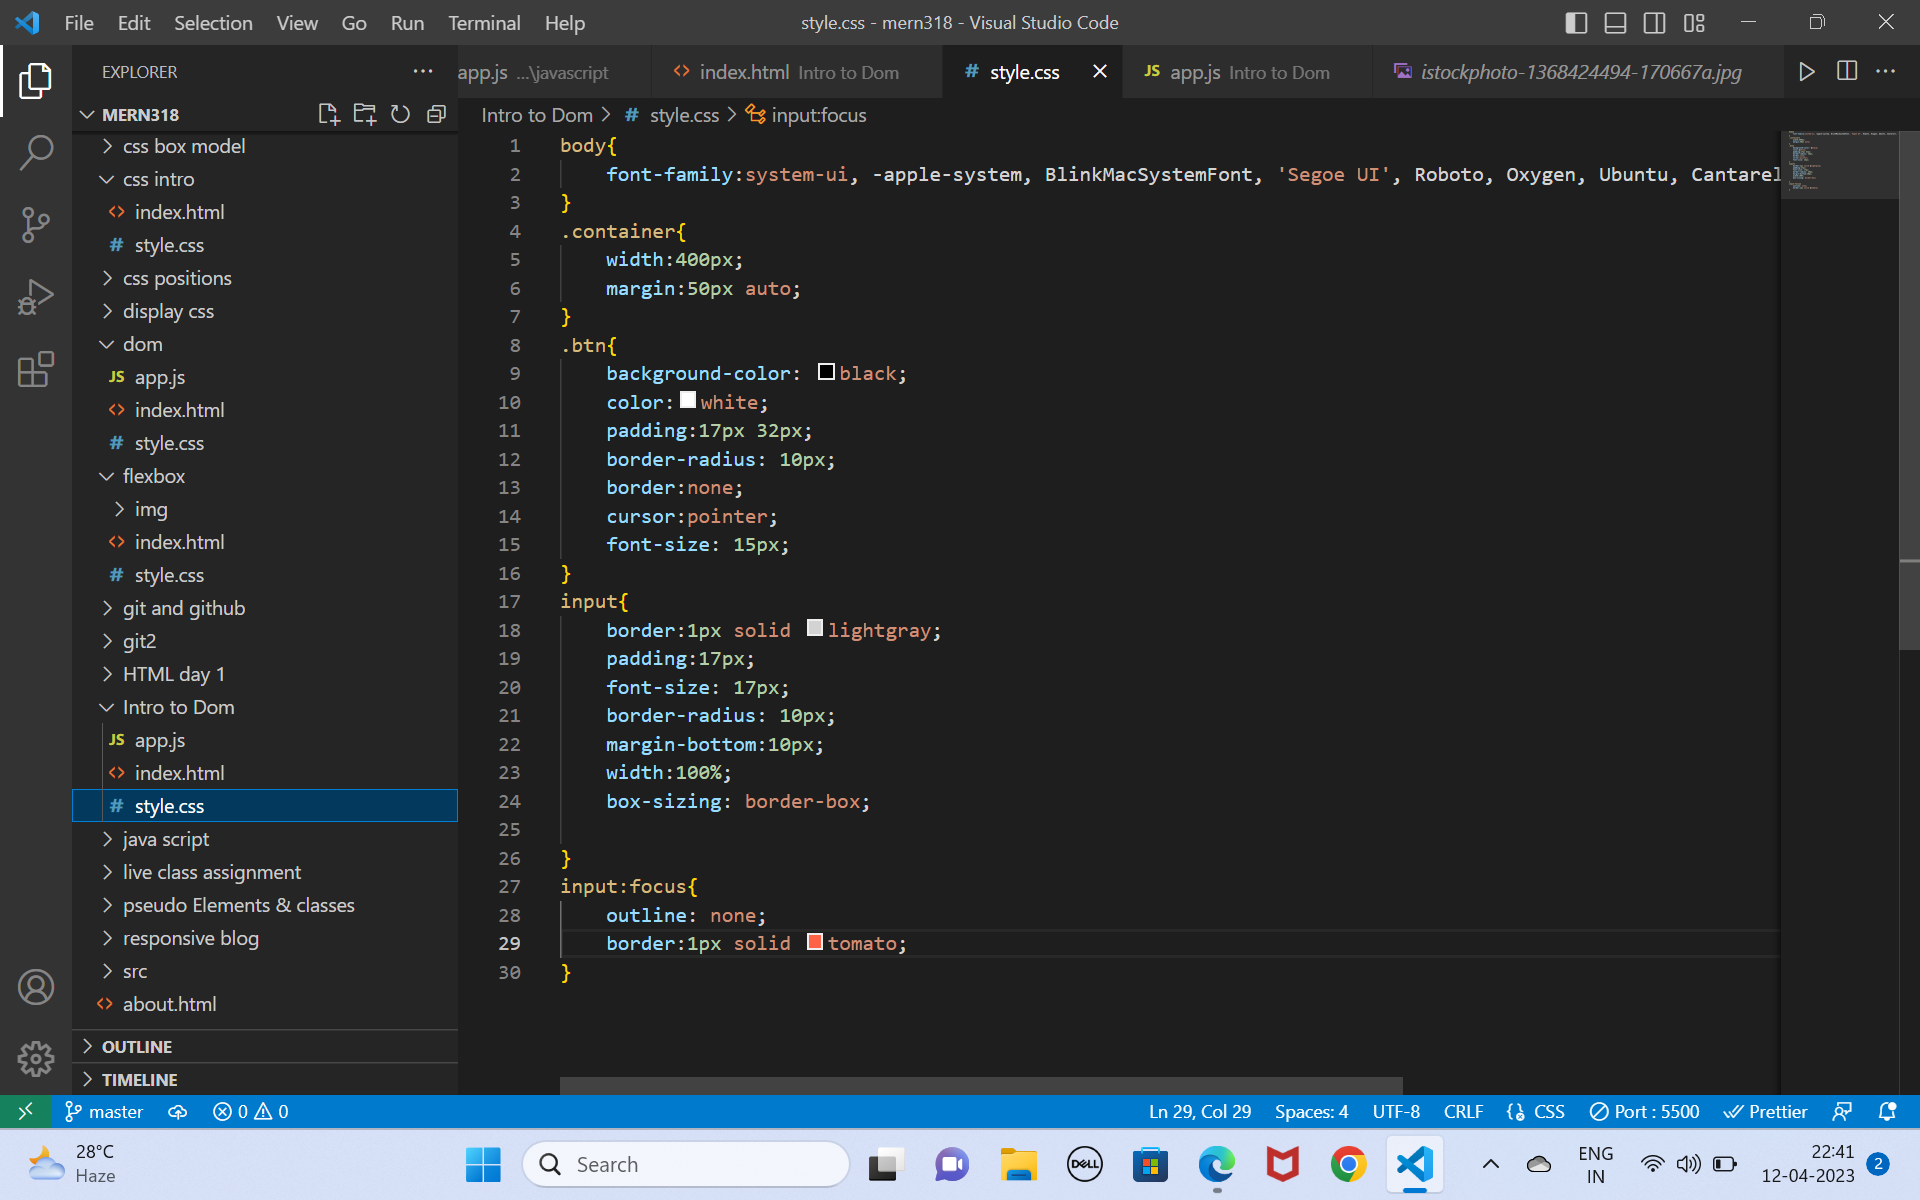 File Edit Selection View Go Run Terminal Help
style.css - mern318 - Visual Studio Code
EXPLORER
MERN318
css box model
css intro
index.html
style.css
css positions
display css
dom
JS app.js
index.html
style.css
flexbox
img
index.html
style.css
git and github
git2
HTML day 1
Intro to Dom
JS app.js
index.html
style.css
java script
live class assignment
pseudo Elements & classes
responsive blog
src
about.html
OUTLINE
TIMELINE
app.js ...\javascript
index.html Intro to Dom
# style.css
JS app.js Intro to Dom
istockphoto-1368424494-170667a.jpg
Intro to Dom > # style.css > input:focus
1 body{
2 font-family:system-ui, -apple-system, BlinkMacSystemFont, 'Segoe UI', Roboto, Oxygen, Ubuntu, Cantarel
3 }
4 .container{
5 width:400px;
6 margin:50px auto;
7 }
8 .btn{
9 background-color: black;
10 color:white;
11 padding:17px 32px;
12 border-radius: 10px;
13 border:none;
14 cursor:pointer;
15 font-size: 15px;
16 }
17 input{
18 border:1px solid lightgray;
19 padding:17px;
20 font-size: 17px;
21 border-radius: 10px;
22 margin-bottom:10px;
23 width:100%;
24 box-sizing: border-box;
25
26 }
27 input:focus{
28 outline: none;
29 border:1px solid tomato;
30 }
master 0 0
Ln 29, Col 29 Spaces: 4 UTF-8 CRLF CSS Port : 5500 Prettier
28°C
Haze
Search
DELL
ENG
IN
22:41
12-04-2023
2